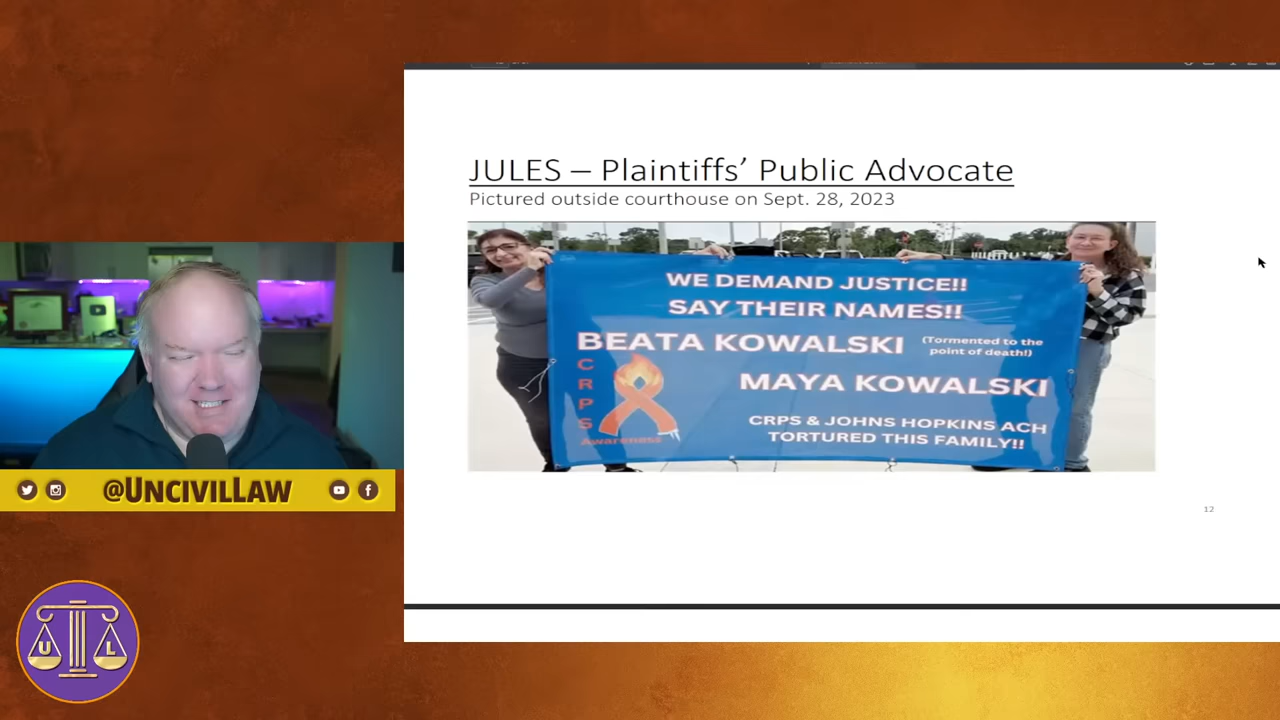 JULES – Plaintiffs’ Public Advocate
Pictured outside courthouse on Sept. 28, 2023
WE DEMAND JUSTICE!!
SAY THEIR NAMES!!
BEATA KOWALSKI
(Tormented to the
point of death!)
MAYA KOWALSKI
CRPS
Awareness
CRPS & JOHNS HOPKINS ACH
TORTURED THIS FAMILY!!
12
@UNCIVILLAW
U L